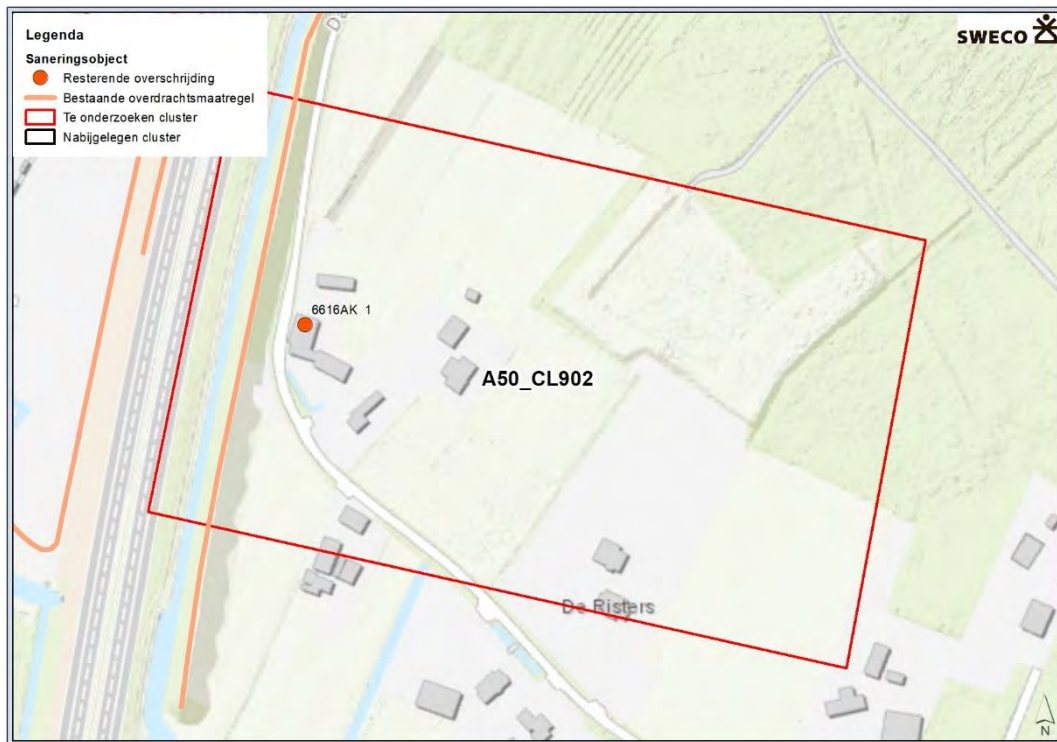 Legenda
Saneringsobject
Resterende overschrijding
Bestaande overdrachtsmaatregel
Te onderzoeken cluster
Nabijgelegen cluster
SWECO
6616AK 1
A50_CL902
De Risters
N